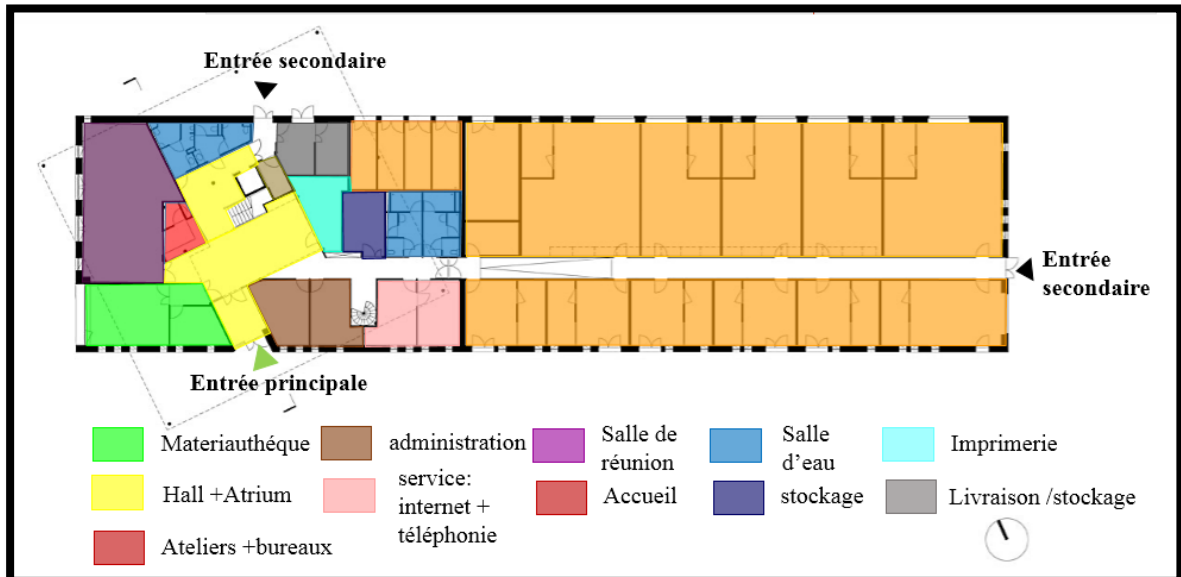 Entrée secondaire
Entrée
secondaire
Entrée principale
Materiauthéque
administration
Salle de
réunion
Salle
d’eau
Imprimerie
Hall +Atrium
service:
internet +
téléphonie
Accueil
stockage
Livraison /stockage
Ateliers +bureaux